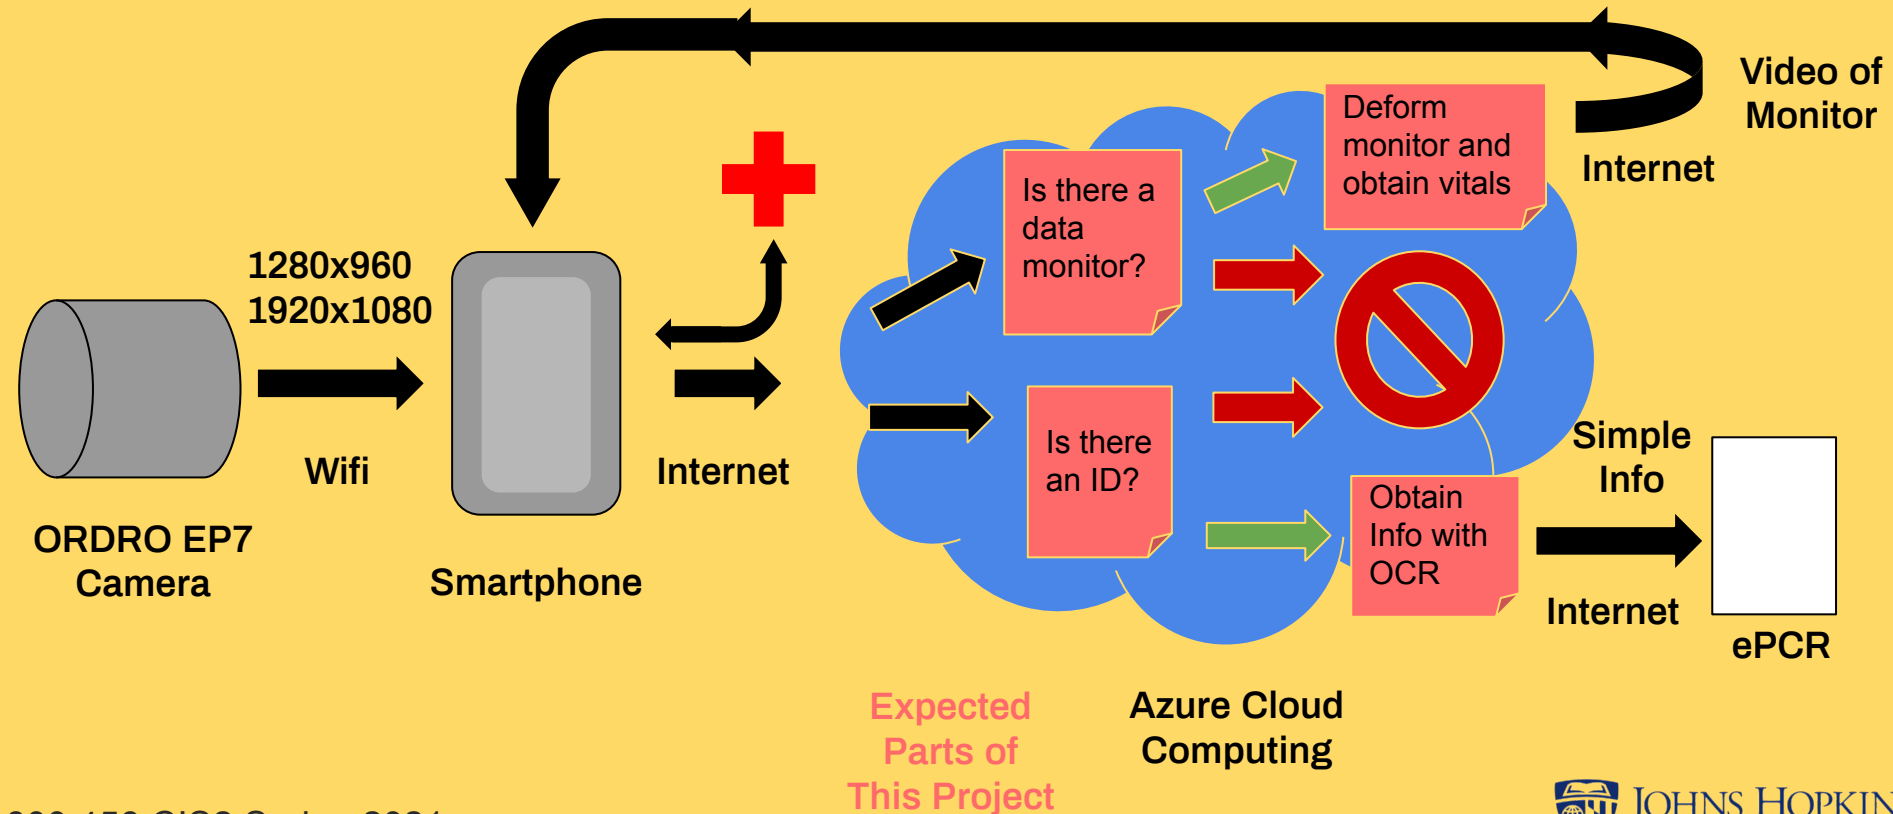 Video of
Monitor
Internet
1280x960
1920x1080
Wifi
ORDRO EP7
Camera
Smartphone
Internet
Is there a
data
monitor?
Deform
monitor and
obtain vitals
Is there
an ID?
Obtain
Info with
OCR
Simple
Info
Internet
ePCR
Expected
Parts of
This Project
Azure Cloud
Computing
JOHNS